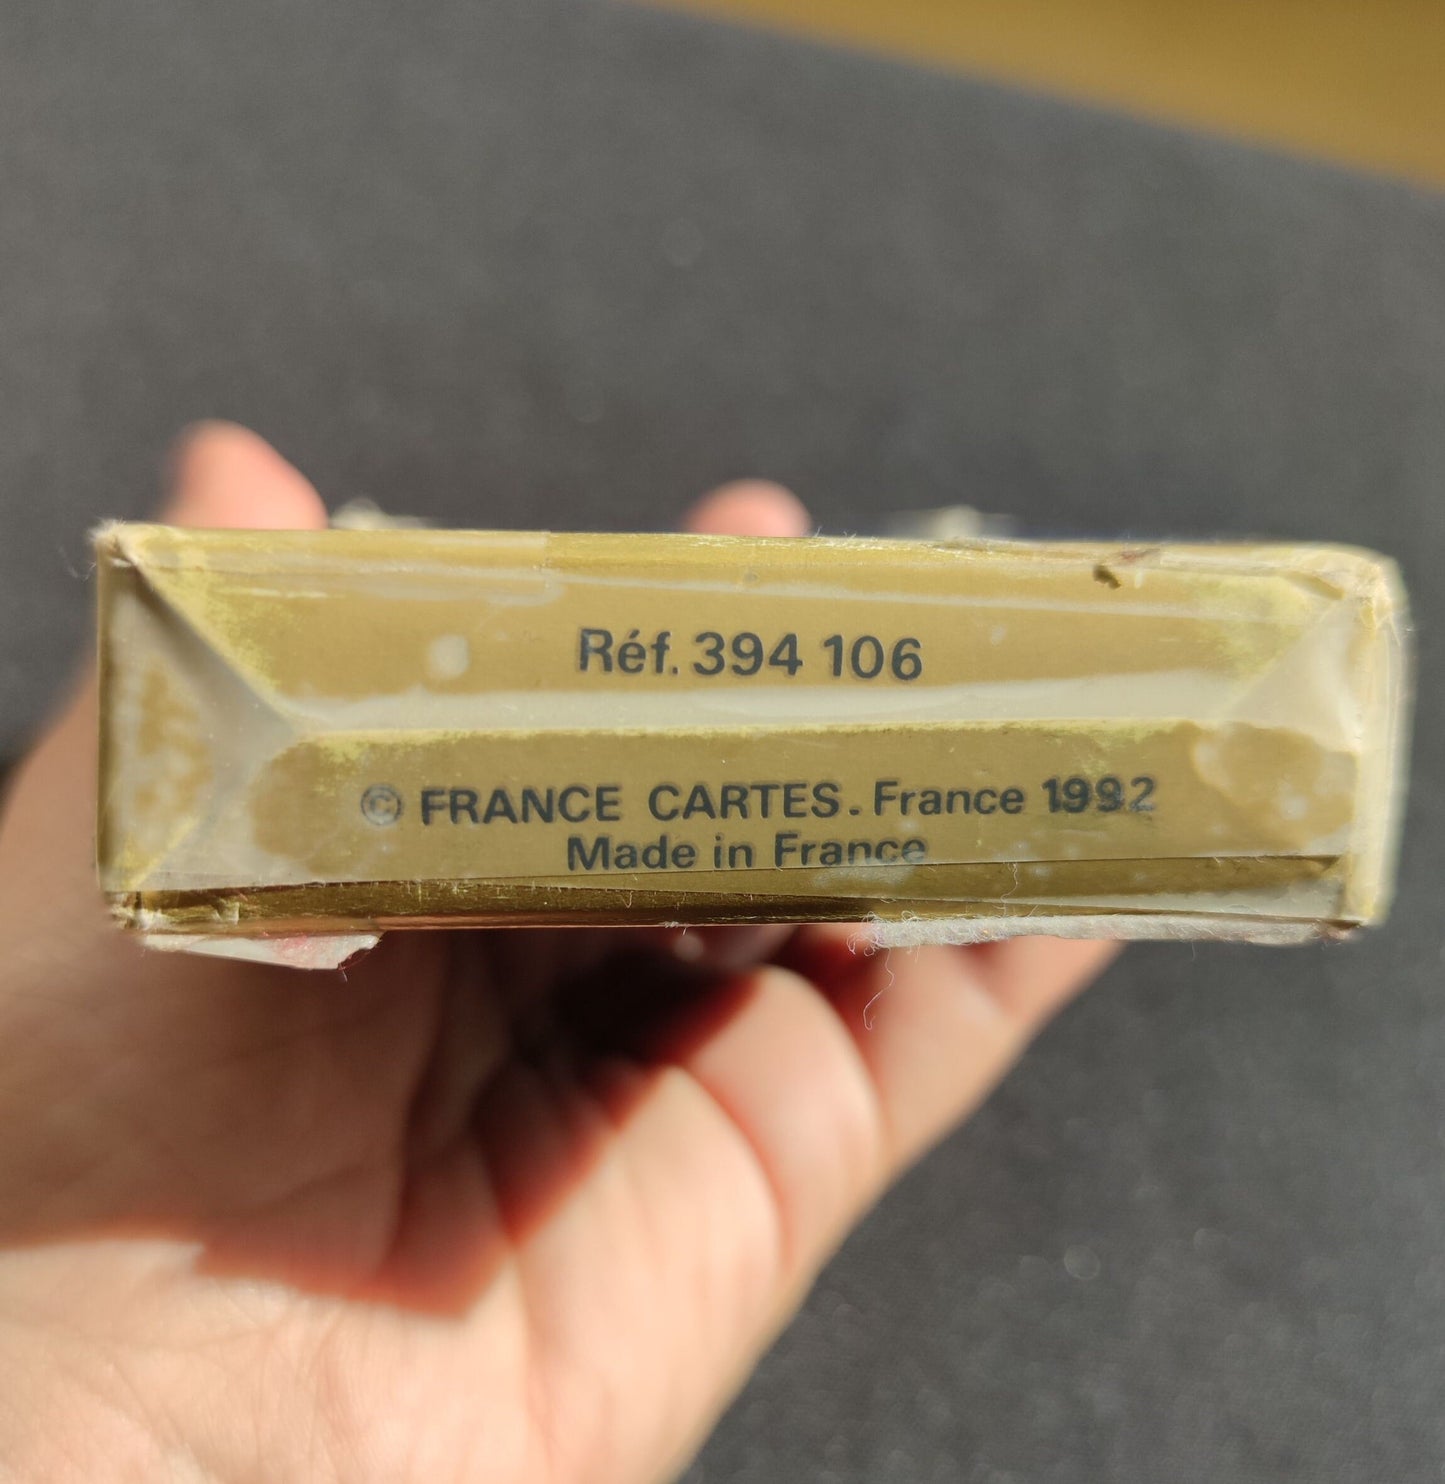 Réf. 394 106
© FRANCE CARTES. France 1992
Made in France